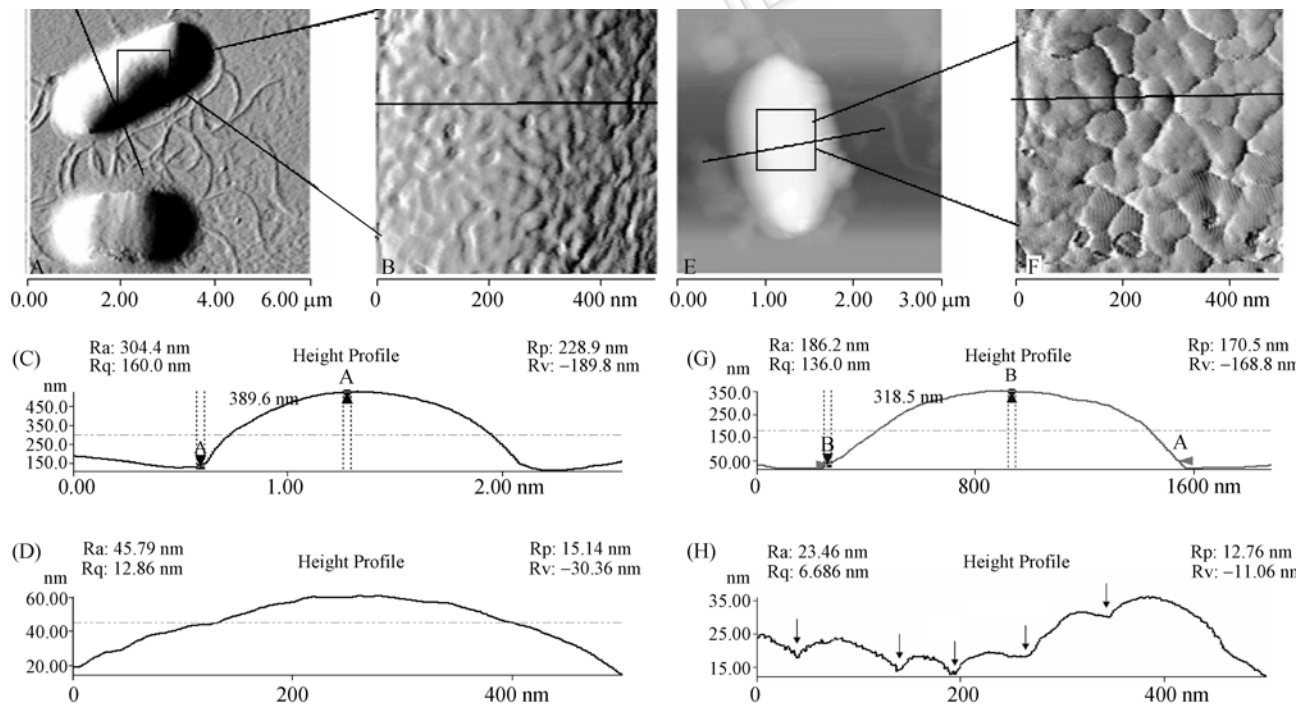 A
B
E
F
0.00 2.00 4.00 6.00 μm
0 200 400 nm
0.00 1.00 2.00 3.00 μm
0 200 400 nm
(C)
Ra: 304.4 nm
Rq: 160.0 nm
Height Profile
Rp: 228.9 nm
Rv: −189.8 nm
nm
450.0
350.0
250.0
150.0
389.6 nm
A
A
0.00 1.00 2.00 nm
(G)
Ra: 186.2 nm
Rq: 136.0 nm
Height Profile
Rp: 170.5 nm
Rv: −168.8 nm
nm
350.0
250.0
150.0
50.00
318.5 nm
B
B
A
0 800 1600 nm
(D)
Ra: 45.79 nm
Rq: 12.86 nm
Height Profile
Rp: 15.14 nm
Rv: −30.36 nm
nm
60.00
40.00
20.00
0 200 400 nm
(H)
Ra: 23.46 nm
Rq: 6.686 nm
Height Profile
Rp: 12.76 nm
Rv: −11.06 nm
nm
35.00
25.00
15.00
0 200 400 nm